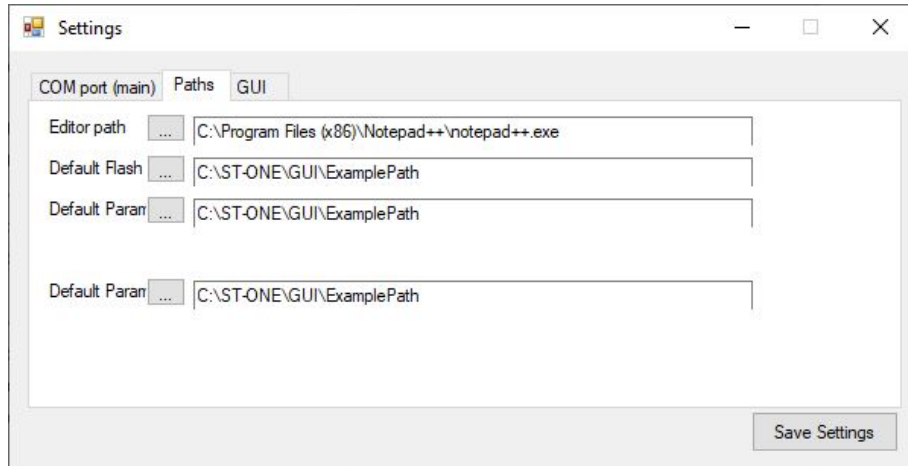 Settings
COM port (main) Paths GUI
Editor path ... C:\Program Files (x86)\Notepad++\notepad++.exe
Default Flash ... C:\ST-ONE\GUI\ExamplePath
Default Param ... C:\ST-ONE\GUI\ExamplePath
Default Param ... C:\ST-ONE\GUI\ExamplePath
Save Settings